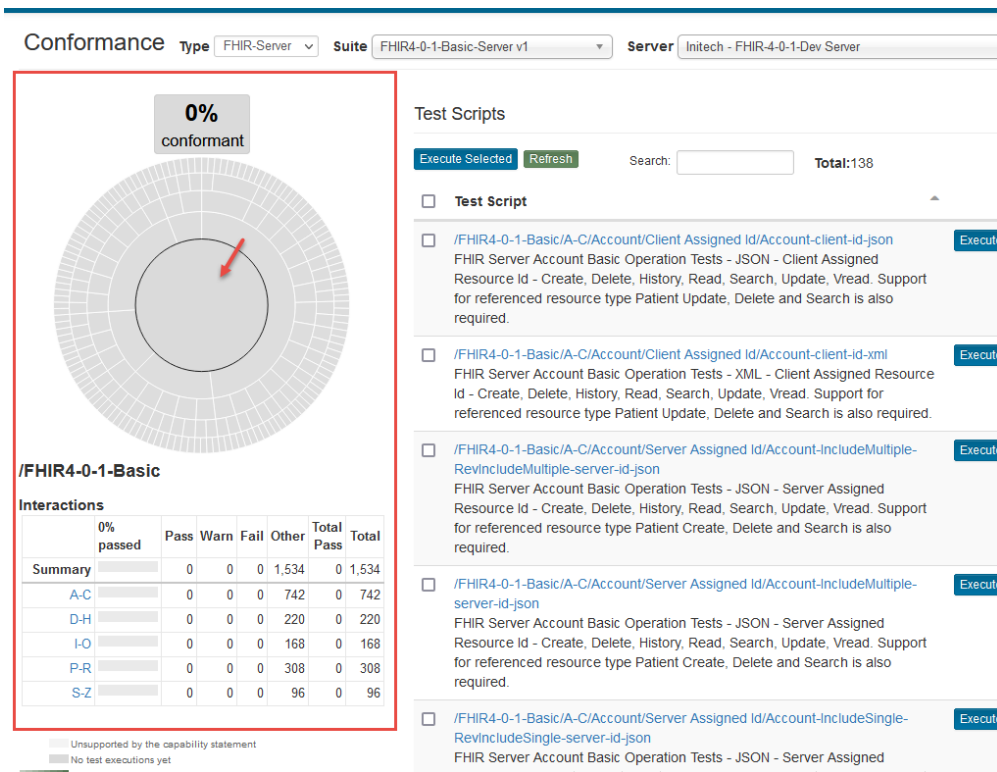 Conformance Type FHIR-Server Suite FHIR4-0-1-Basic-Server v1 Server Initech - FHIR-4-0-1-Dev Server
0%
conformant
/FHIR4-0-1-Basic
Interactions
0% passed Pass Warn Fail Other Total Pass Total
Summary 0 0 0 1,534 0 1,534
A-C 0 0 0 742 0 742
D-H 0 0 0 220 0 220
I-O 0 0 0 168 0 168
P-R 0 0 0 308 0 308
S-Z 0 0 0 96 0 96
Unsupported by the capability statement
No test executions yet
Test Scripts
Execute Selected Refresh Search: Total:138
Test Script
/FHIR4-0-1-Basic/A-C/Account/Client Assigned Id/Account-client-id-json Execut
FHIR Server Account Basic Operation Tests - JSON - Client Assigned
Resource Id - Create, Delete, History, Read, Search, Update, Vread. Support
for referenced resource type Patient Update, Delete and Search is also
required.
/FHIR4-0-1-Basic/A-C/Account/Client Assigned Id/Account-client-id-xml Execut
FHIR Server Account Basic Operation Tests - XML - Client Assigned Resource
Id - Create, Delete, History, Read, Search, Update, Vread. Support for
referenced resource type Patient Update, Delete and Search is also required.
/FHIR4-0-1-Basic/A-C/Account/Server Assigned Id/Account-IncludeMultiple- Execut
RevIncludeMultiple-server-id-json
FHIR Server Account Basic Operation Tests - JSON - Server Assigned
Resource Id - Create, Delete, History, Read, Search, Update, Vread. Support
for referenced resource type Patient Create, Delete and Search is also
required.
/FHIR4-0-1-Basic/A-C/Account/Server Assigned Id/Account-IncludeMultiple- Execut
server-id-json
FHIR Server Account Basic Operation Tests - JSON - Server Assigned
Resource Id - Create, Delete, History, Read, Search, Update, Vread. Support
for referenced resource type Patient Create, Delete and Search is also
required.
/FHIR4-0-1-Basic/A-C/Account/Server Assigned Id/Account-IncludeSingle- Execut
RevIncludeSingle-server-id-json
FHIR Server Account Basic Operation Tests - JSON - Server Assigned